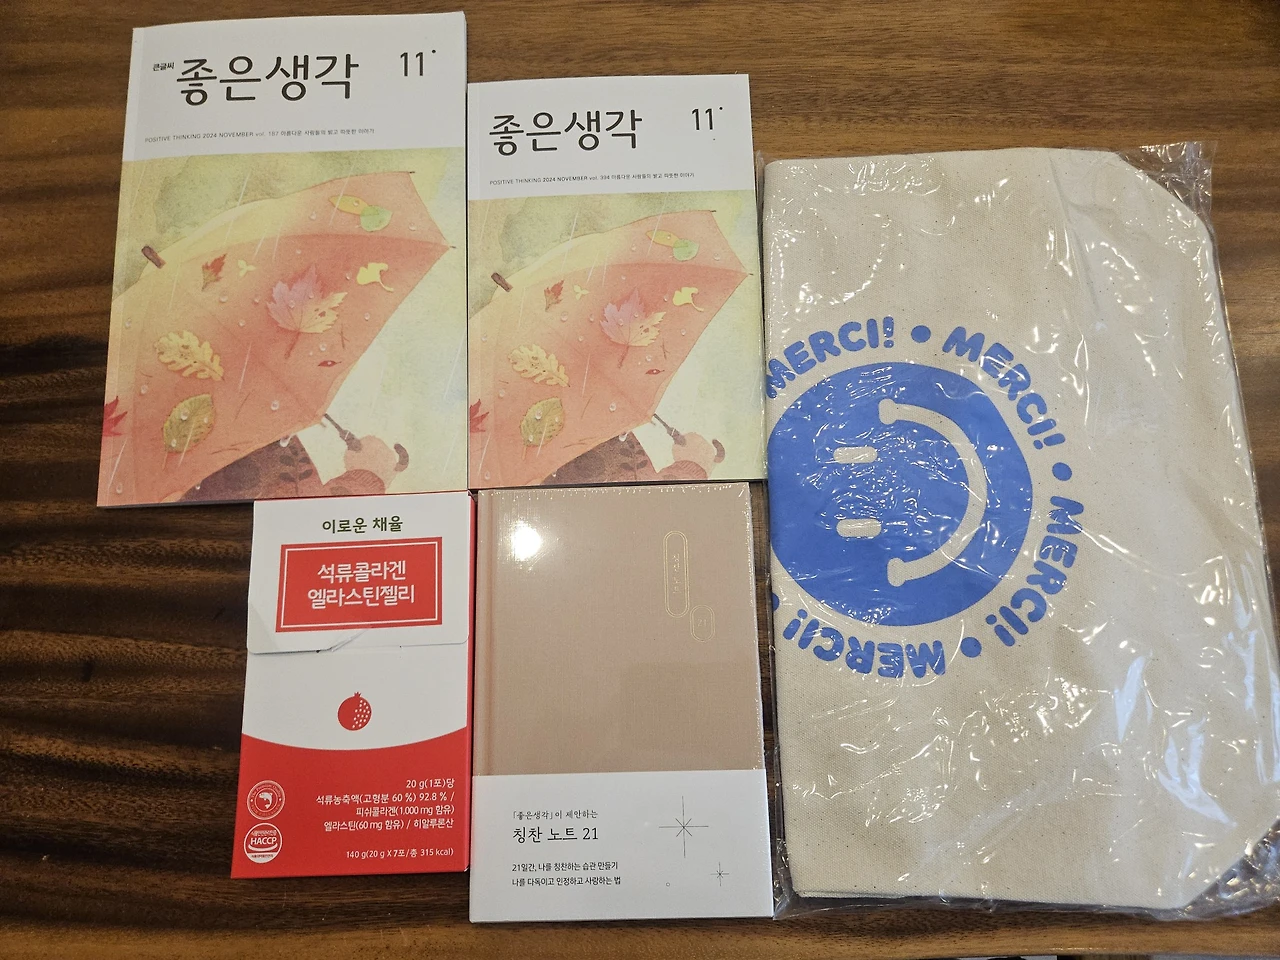 큰글씨
좋은생각
11
POSITIVE THINKING 2024 NOVEMBER vol. 187 아름다운 사람들의 밝고 따뜻한 이야기
좋은생각
11
POSITIVE THINKING 2024 NOVEMBER vol. 394 아름다운 사람들의 밝고 따뜻한 이야기
MERCI! • MERCI! • MERCI! • MERCI!
이로운 채율
석류콜라겐
엘라스틴젤리
20 g(1포)당
석류농축액(고형분 60 %) 92.8 % /
피쉬콜라겐(1,000 mg 함유)
엘라스틴(60 mg 함유) / 히알루론산
140 g(20 g X 7포/총 315 kcal)
HACCP
칭찬 노트
21
「좋은생각」이 제안하는
칭찬 노트 21
21일간, 나를 칭찬하는 습관 만들기
나를 다독이고 인정하고 사랑하는 법